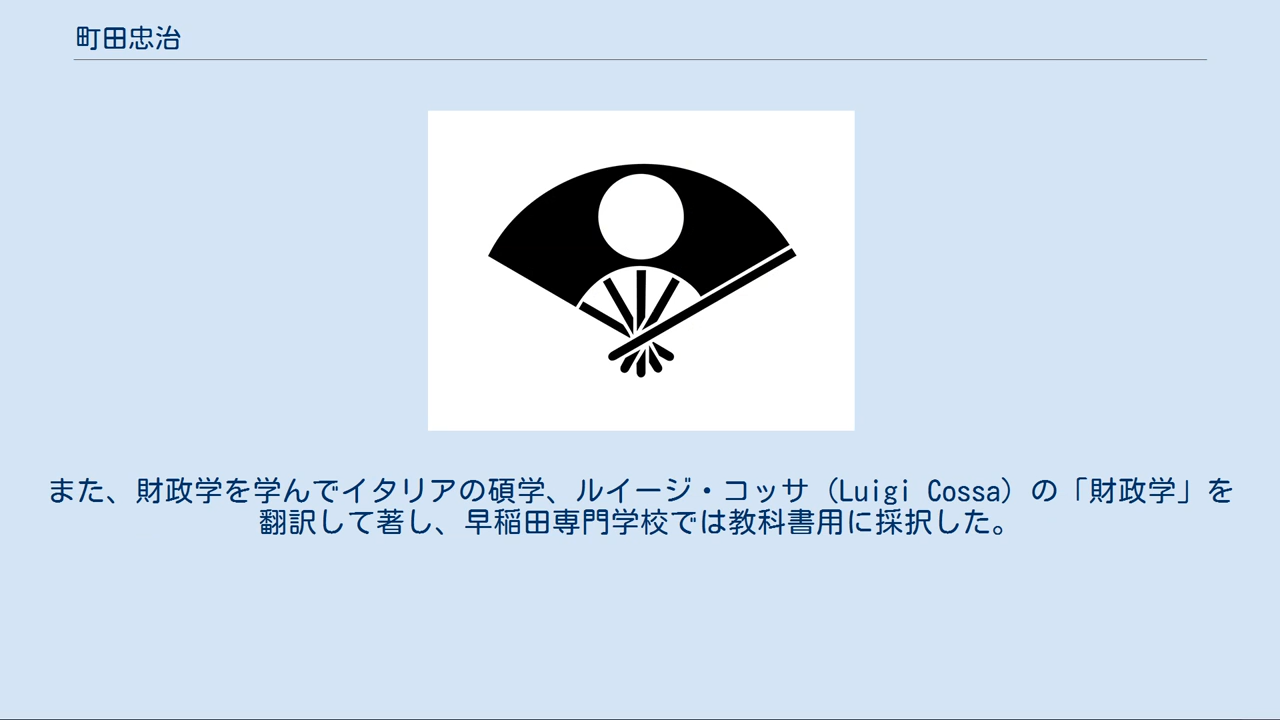 町田忠治
また、財政学を学んでイタリアの碩学、ルイージ・コッサ（Luigi Cossa）の「財政学」を
翻訳して著し、早稲田専門学校では教科書用に採択した。